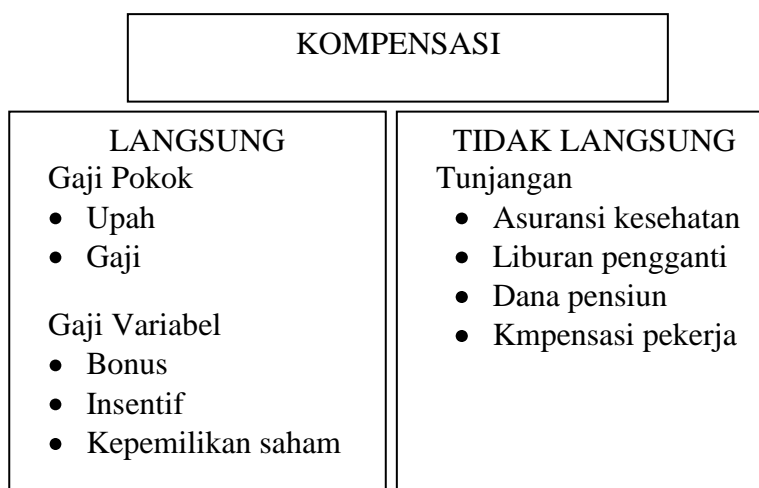 KOMPENSASI
LANGSUNG
Gaji Pokok
• Upah
• Gaji
Gaji Variabel
• Bonus
• Insentif
• Kepemilikan saham
TIDAK LANGSUNG
Tunjangan
• Asuransi kesehatan
• Liburan pengganti
• Dana pensiun
• Kmpensasi pekerja